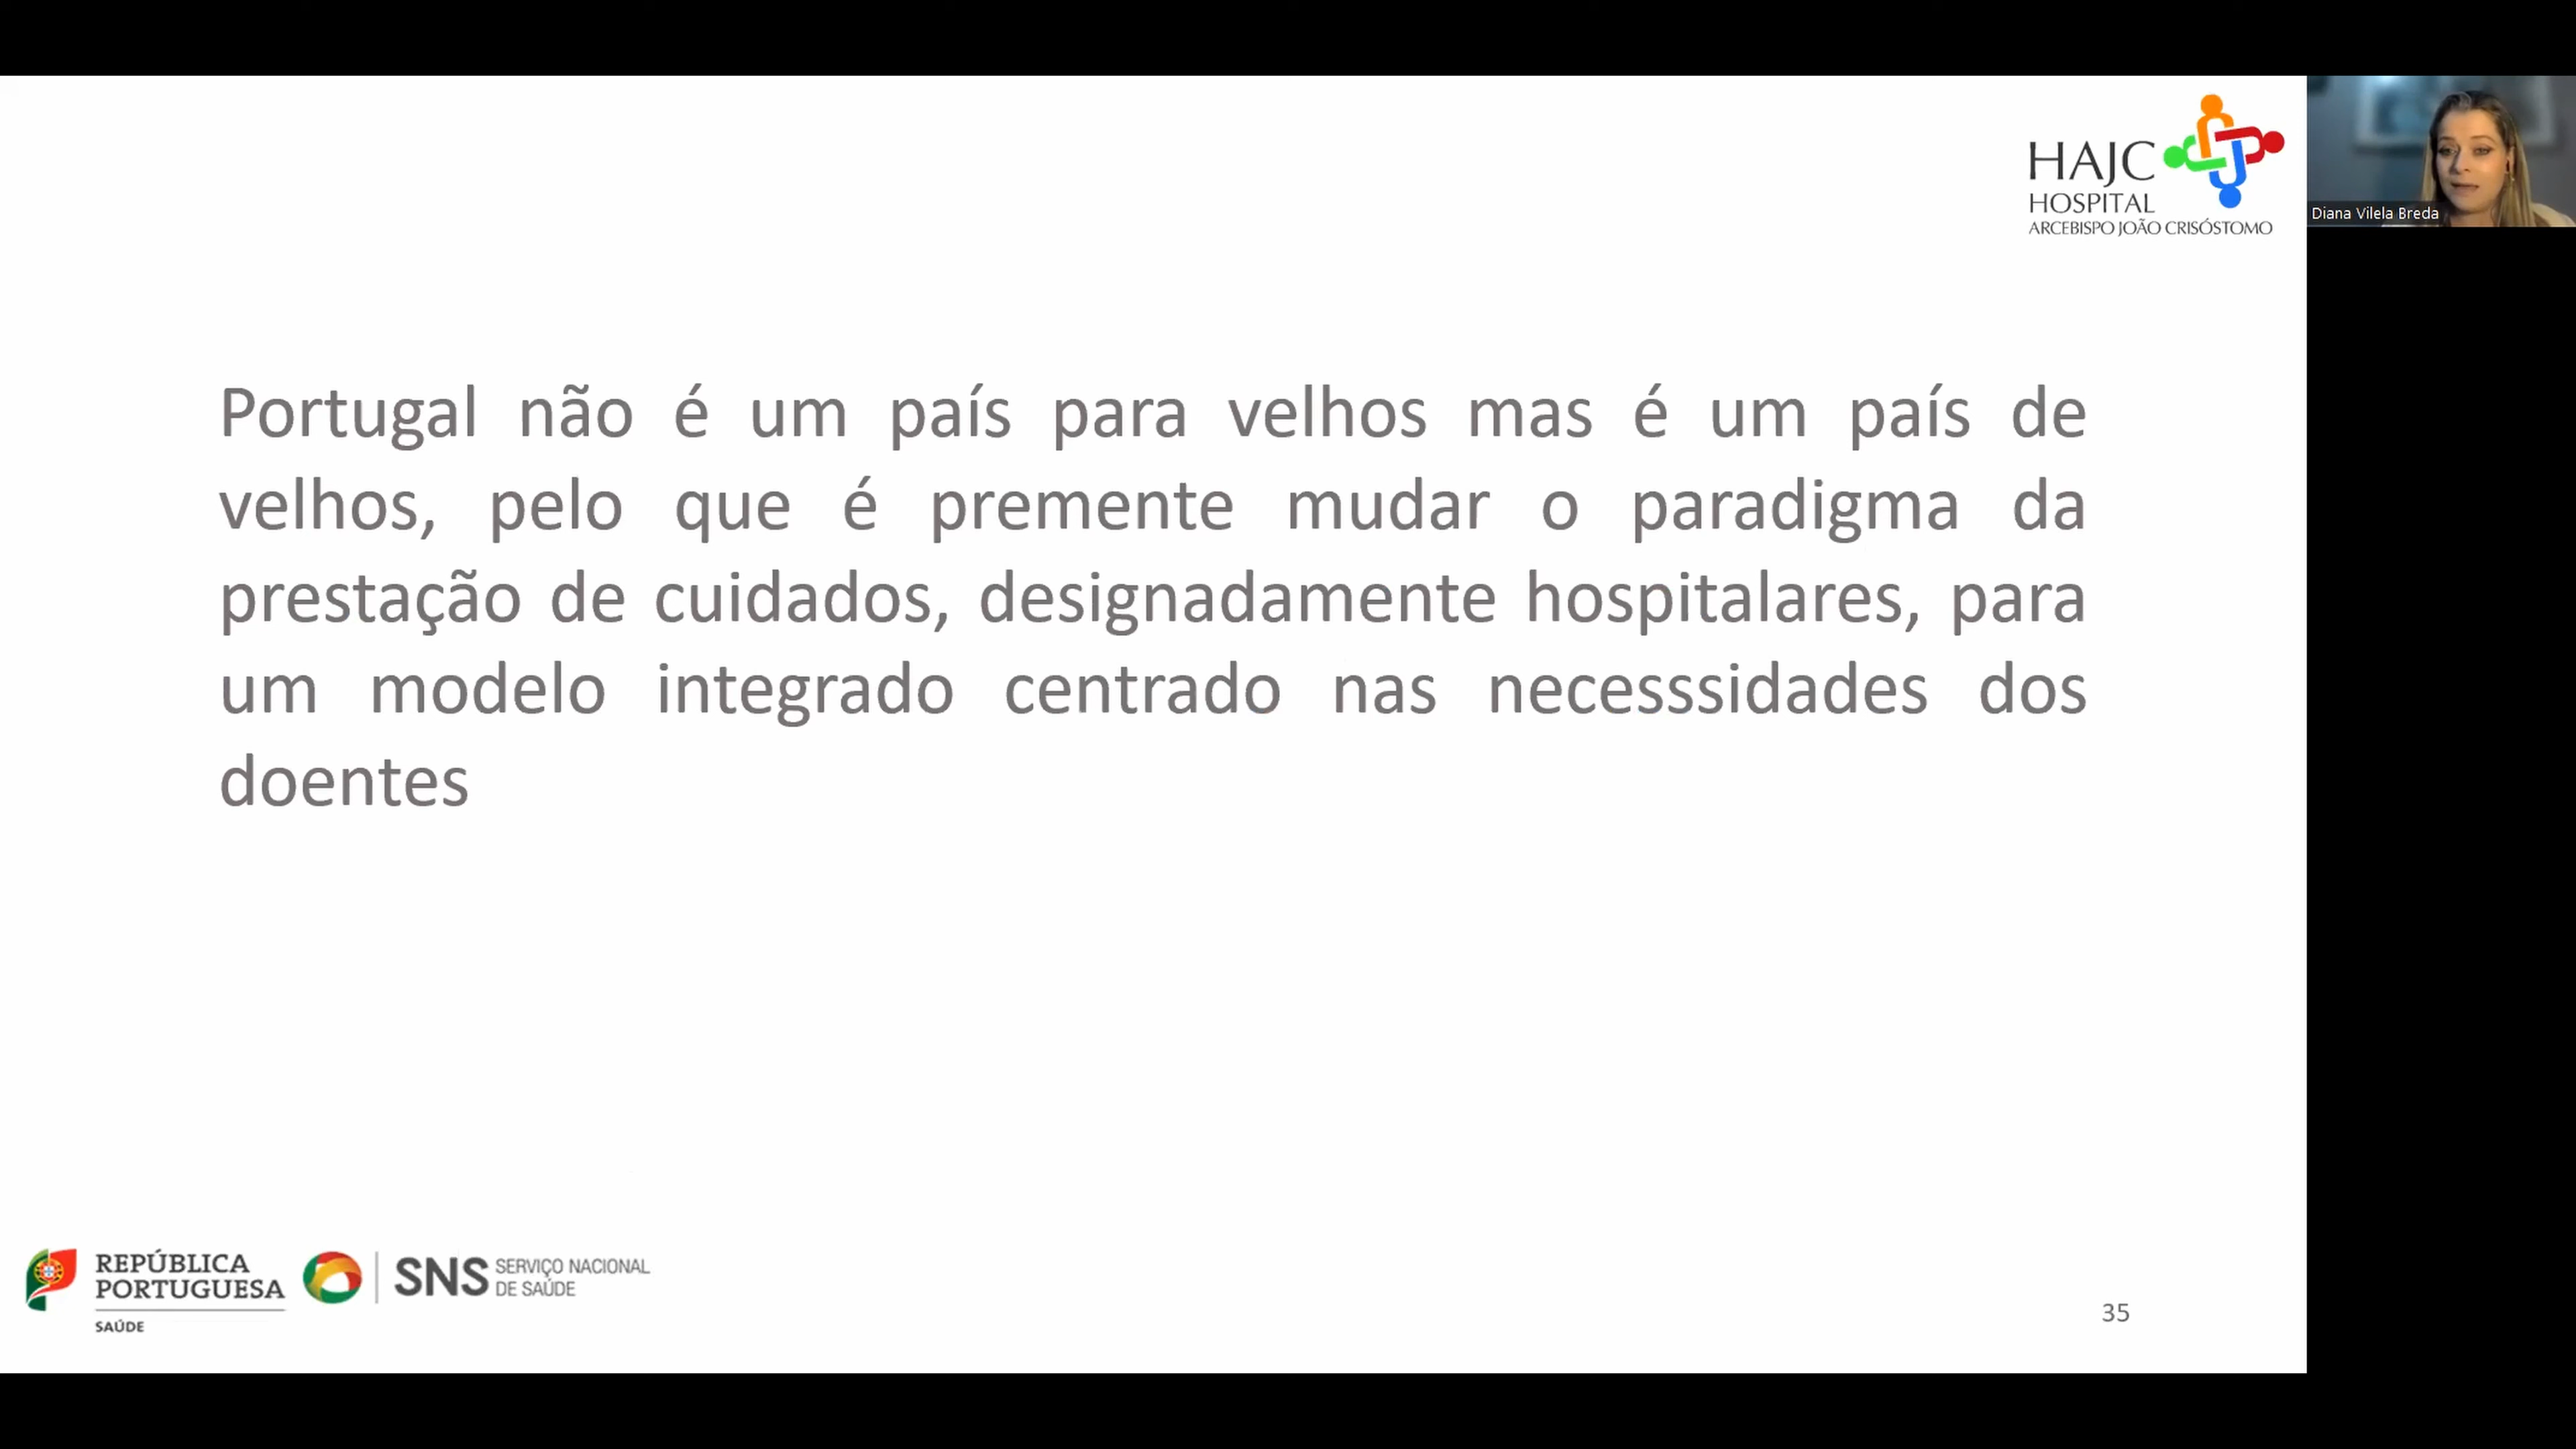 HAJC
HOSPITAL
ARCEBISPO JOÃO CRISÓSTOMO
Diana Vilela Breda
Portugal não é um país para velhos mas é um país de
velhos, pelo que é premente mudar o paradigma da
prestação de cuidados, designadamente hospitalares, para
um modelo integrado centrado nas necesssidades dos
doentes
REPÚBLICA
PORTUGUESA
SAÚDE
SNS SERVIÇO NACIONAL
DE SAÚDE
35